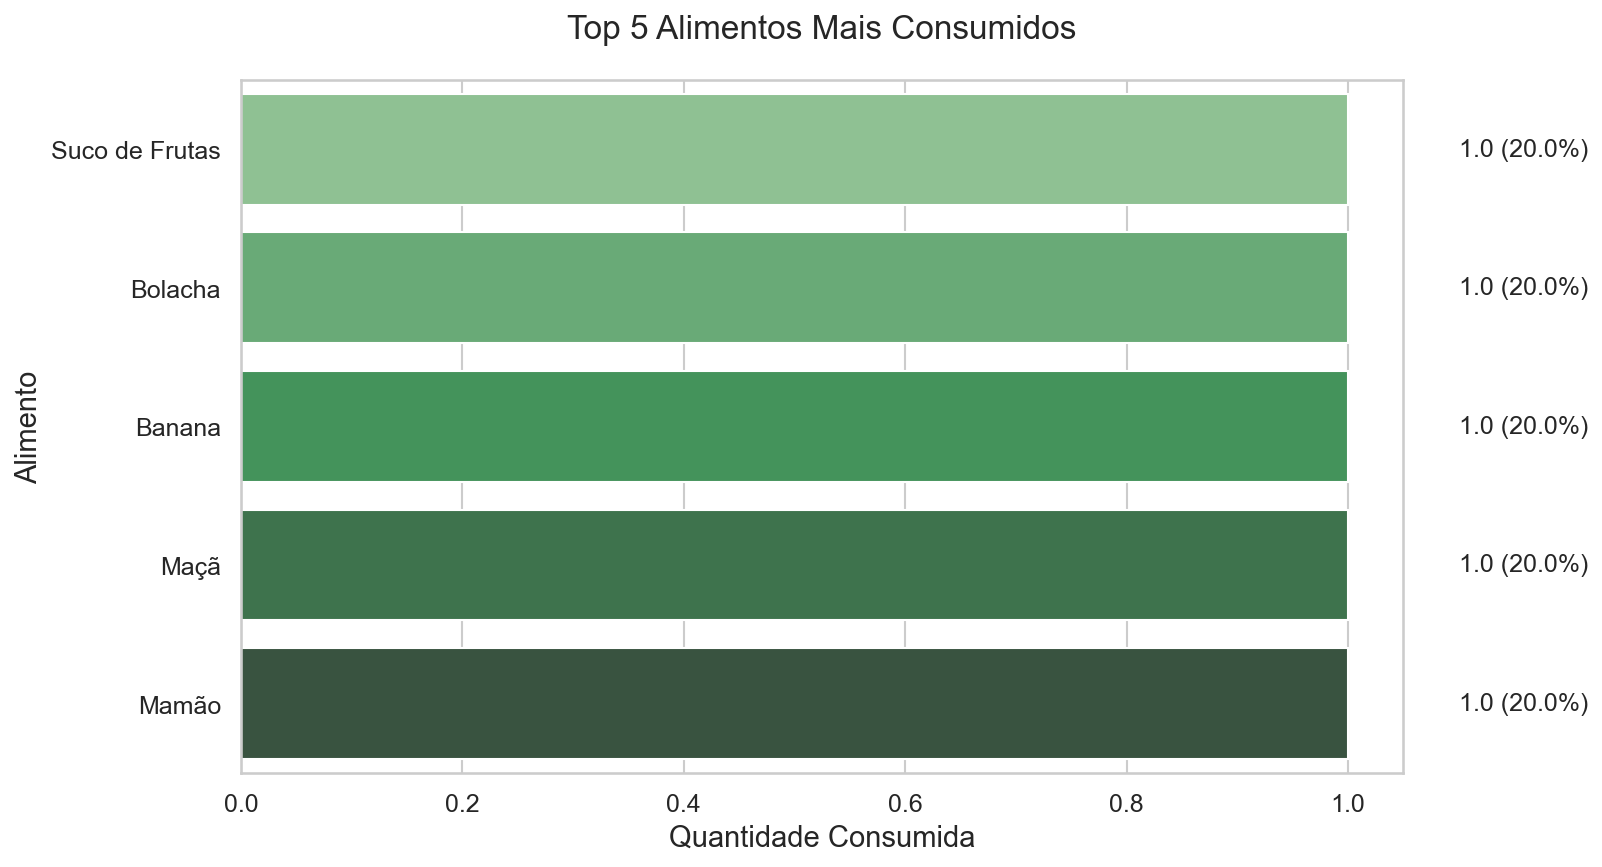 Top 5 Alimentos Mais Consumidos
Suco de Frutas 1.0 (20.0%)
Bolacha 1.0 (20.0%)
Banana 1.0 (20.0%)
Maçã 1.0 (20.0%)
Mamão 1.0 (20.0%)
Alimento
0.0 0.2 0.4 0.6 0.8 1.0
Quantidade Consumida